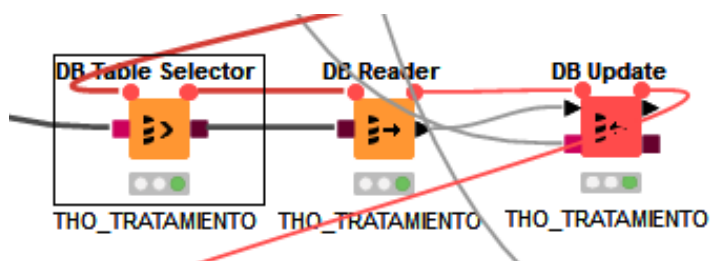 DB Table Selector
DB Reader
DB Update
THO_TRATAMIENTO
THO_TRATAMIENTO
THO_TRATAMIENTO